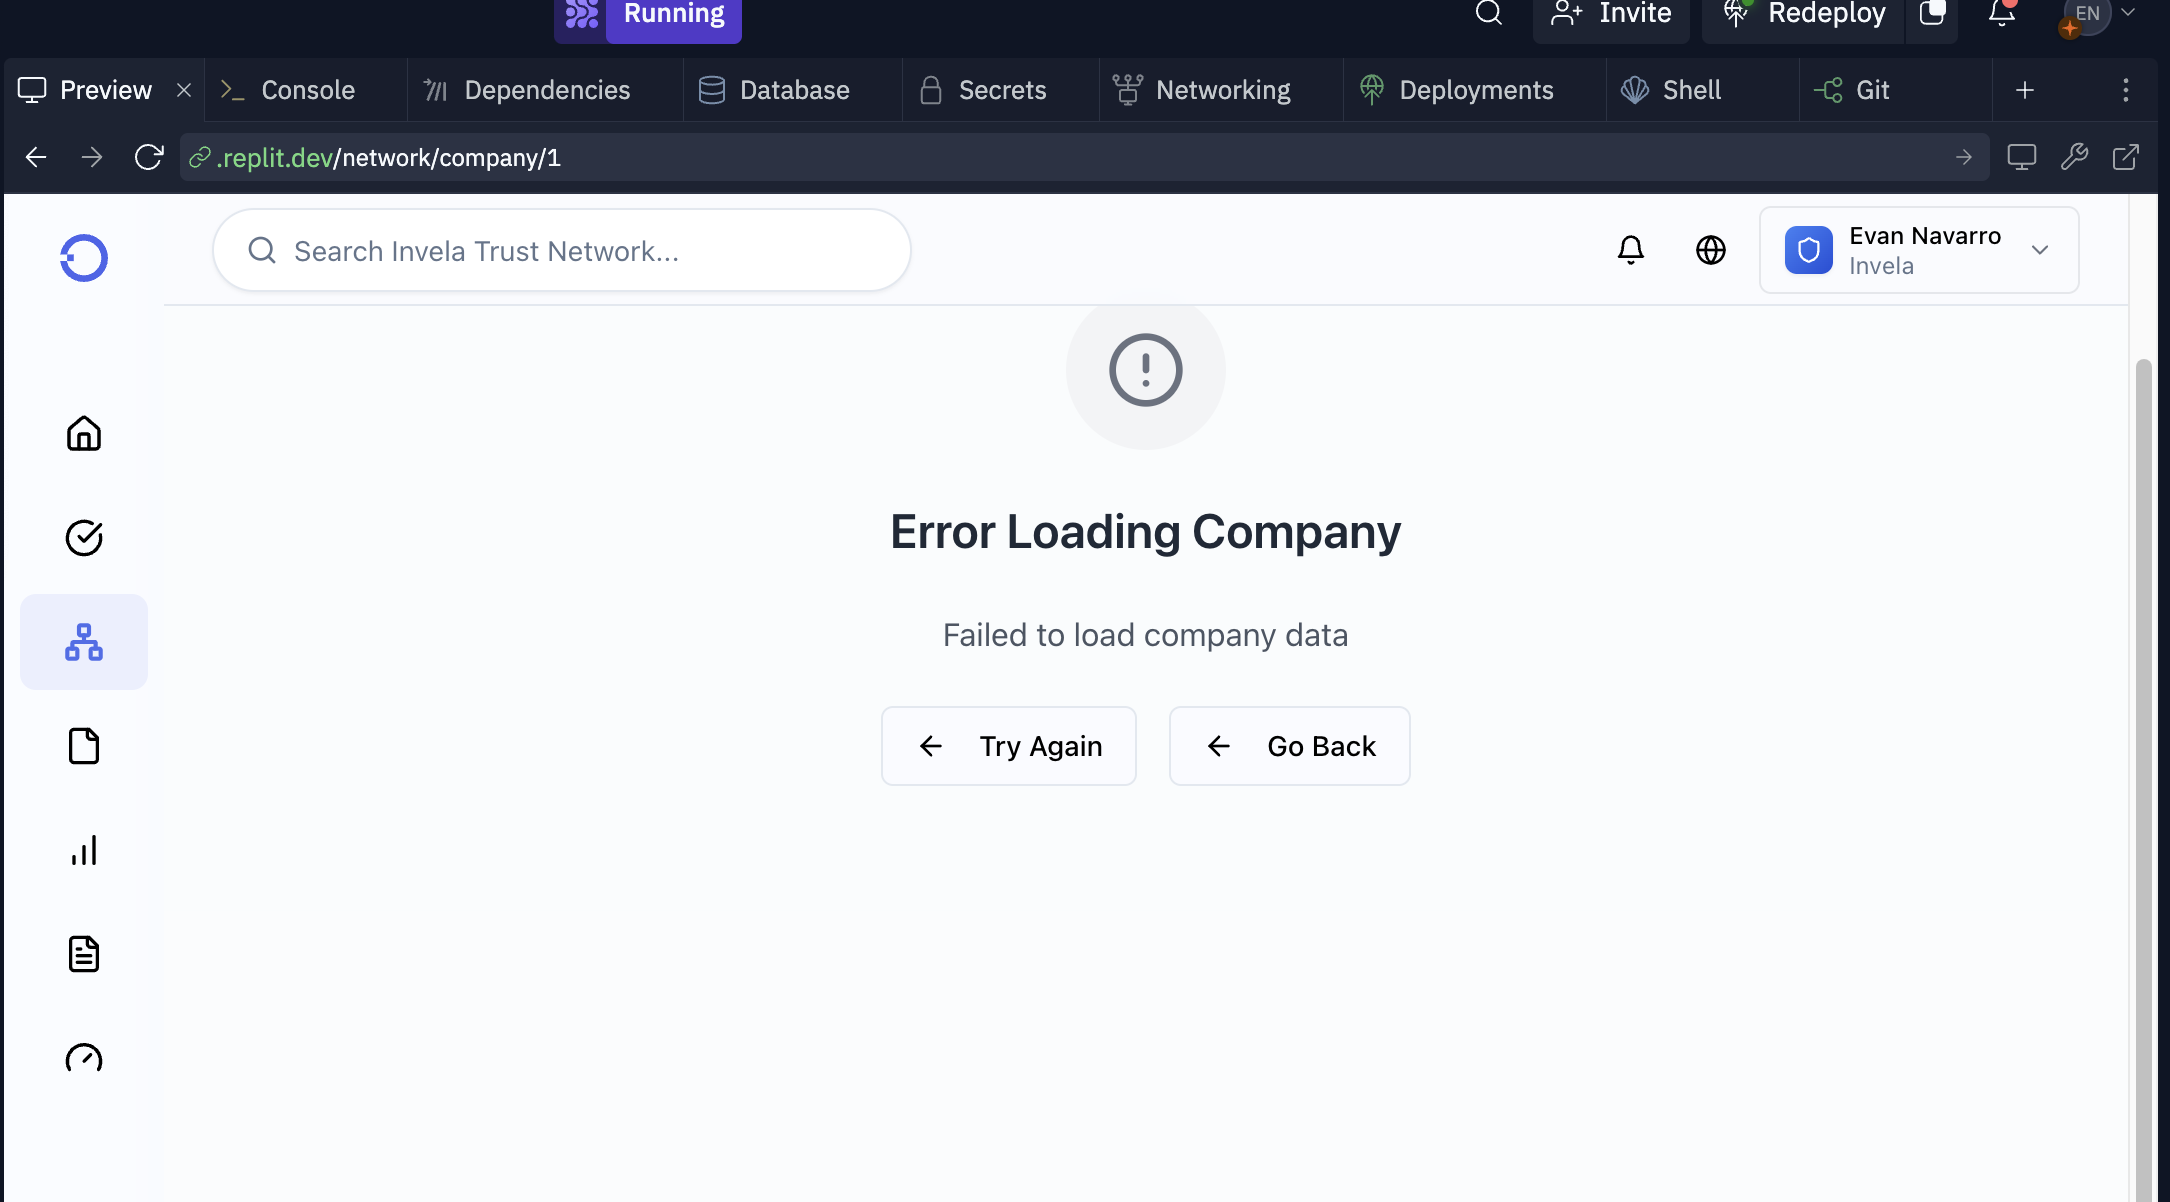 Running
Invite
Redeploy
EN
Preview
Console
Dependencies
Database
Secrets
Networking
Deployments
Shell
Git
.replit.dev/network/company/1
Search Invela Trust Network...
Evan Navarro
Invela
Error Loading Company
Failed to load company data
Try Again
Go Back